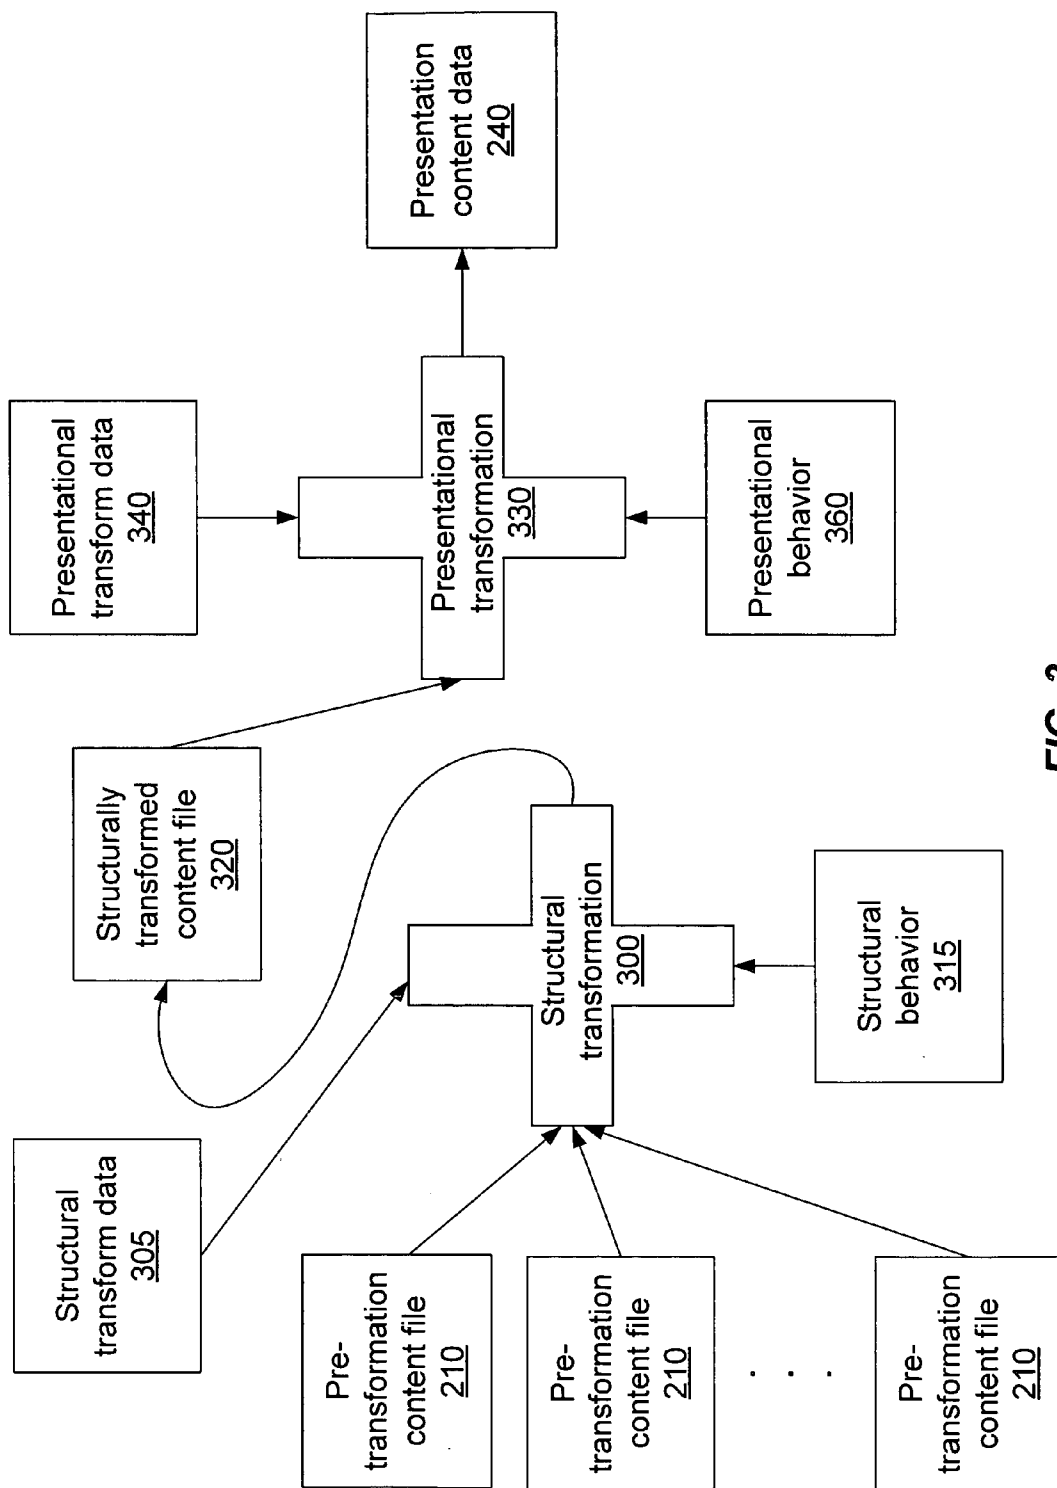 Structural
transform data
305
Structurally
transformed
content file
320
Presentational
transform data
340
Presentation
content data
240
Pre-
transformation
content file
210
Pre-
transformation
content file
210
. . .
Pre-
transformation
content file
210
Structural
transformation
300
Presentational
transformation
330
Structural
behavior
315
Presentational
behavior
360
FIG.